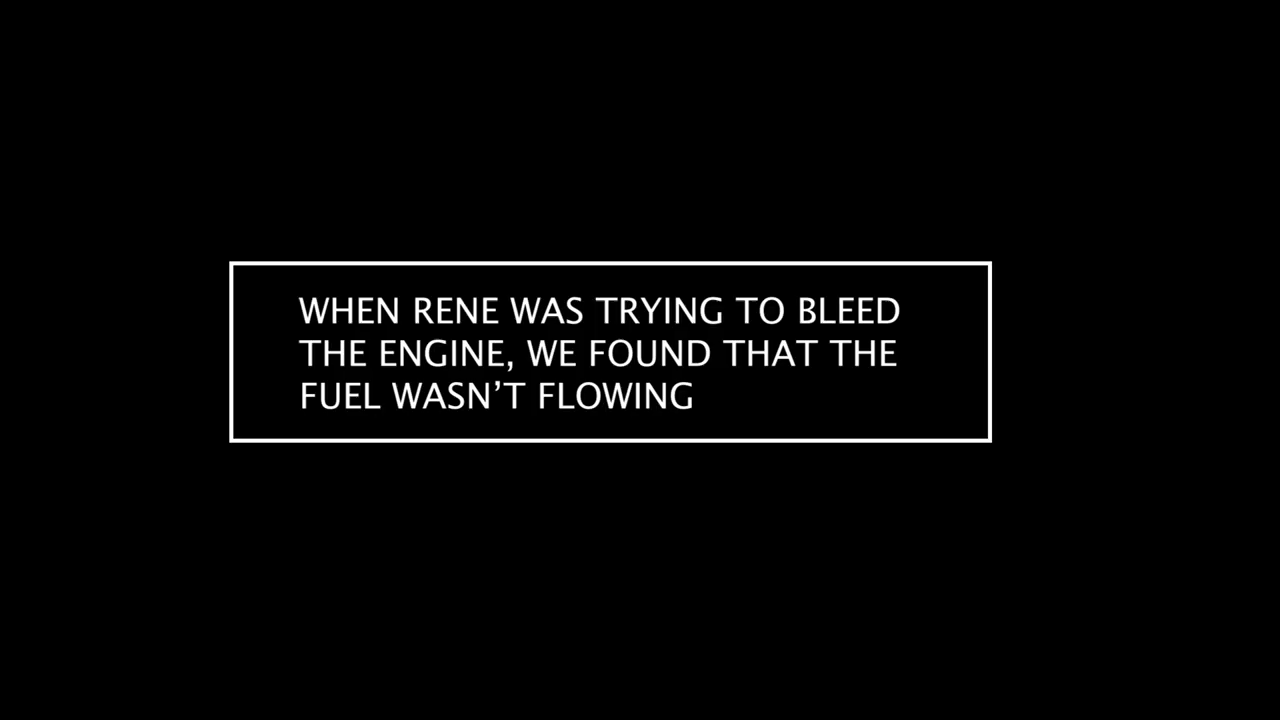 WHEN RENE WAS TRYING TO BLEED
THE ENGINE, WE FOUND THAT THE
FUEL WASN’T FLOWING